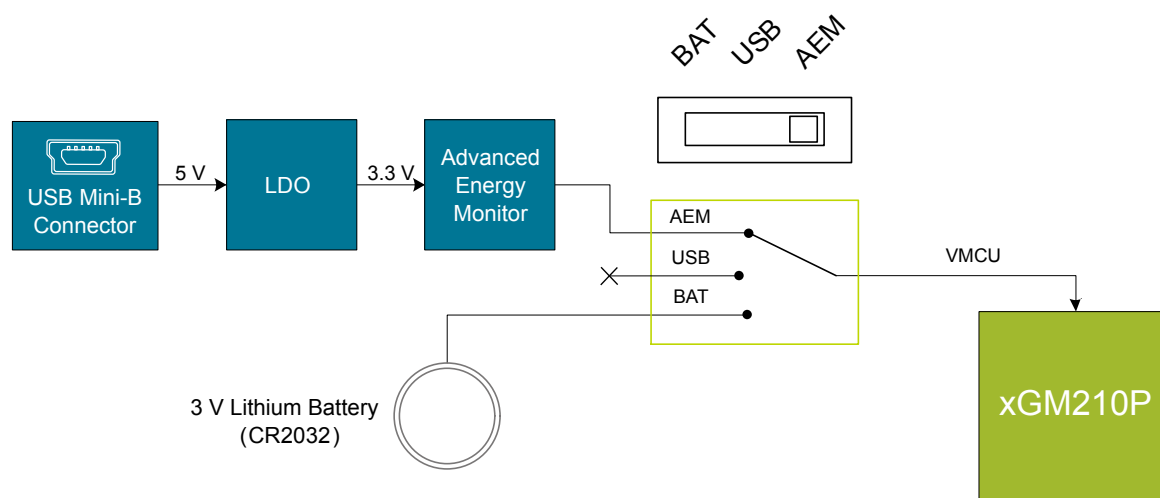 BAT
USB
AEM
USB Mini-B
Connector
5 V
LDO
3.3 V
Advanced
Energy
Monitor
AEM
USB
BAT
VMCU
3 V Lithium Battery
(CR2032)
xGM210P